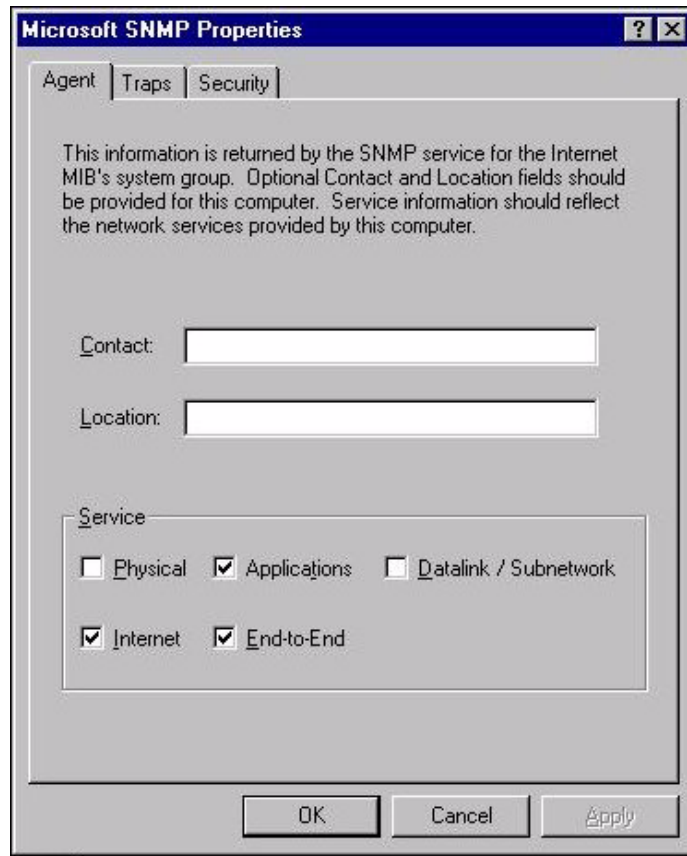 Microsoft SNMP Properties
Agent Traps Security
This information is returned by the SNMP service for the Internet
MIB's system group. Optional Contact and Location fields should
be provided for this computer. Service information should reflect
the network services provided by this computer.
Contact:
Location:
Service
Physical Applications Datalink / Subnetwork
Internet End-to-End
OK Cancel Apply